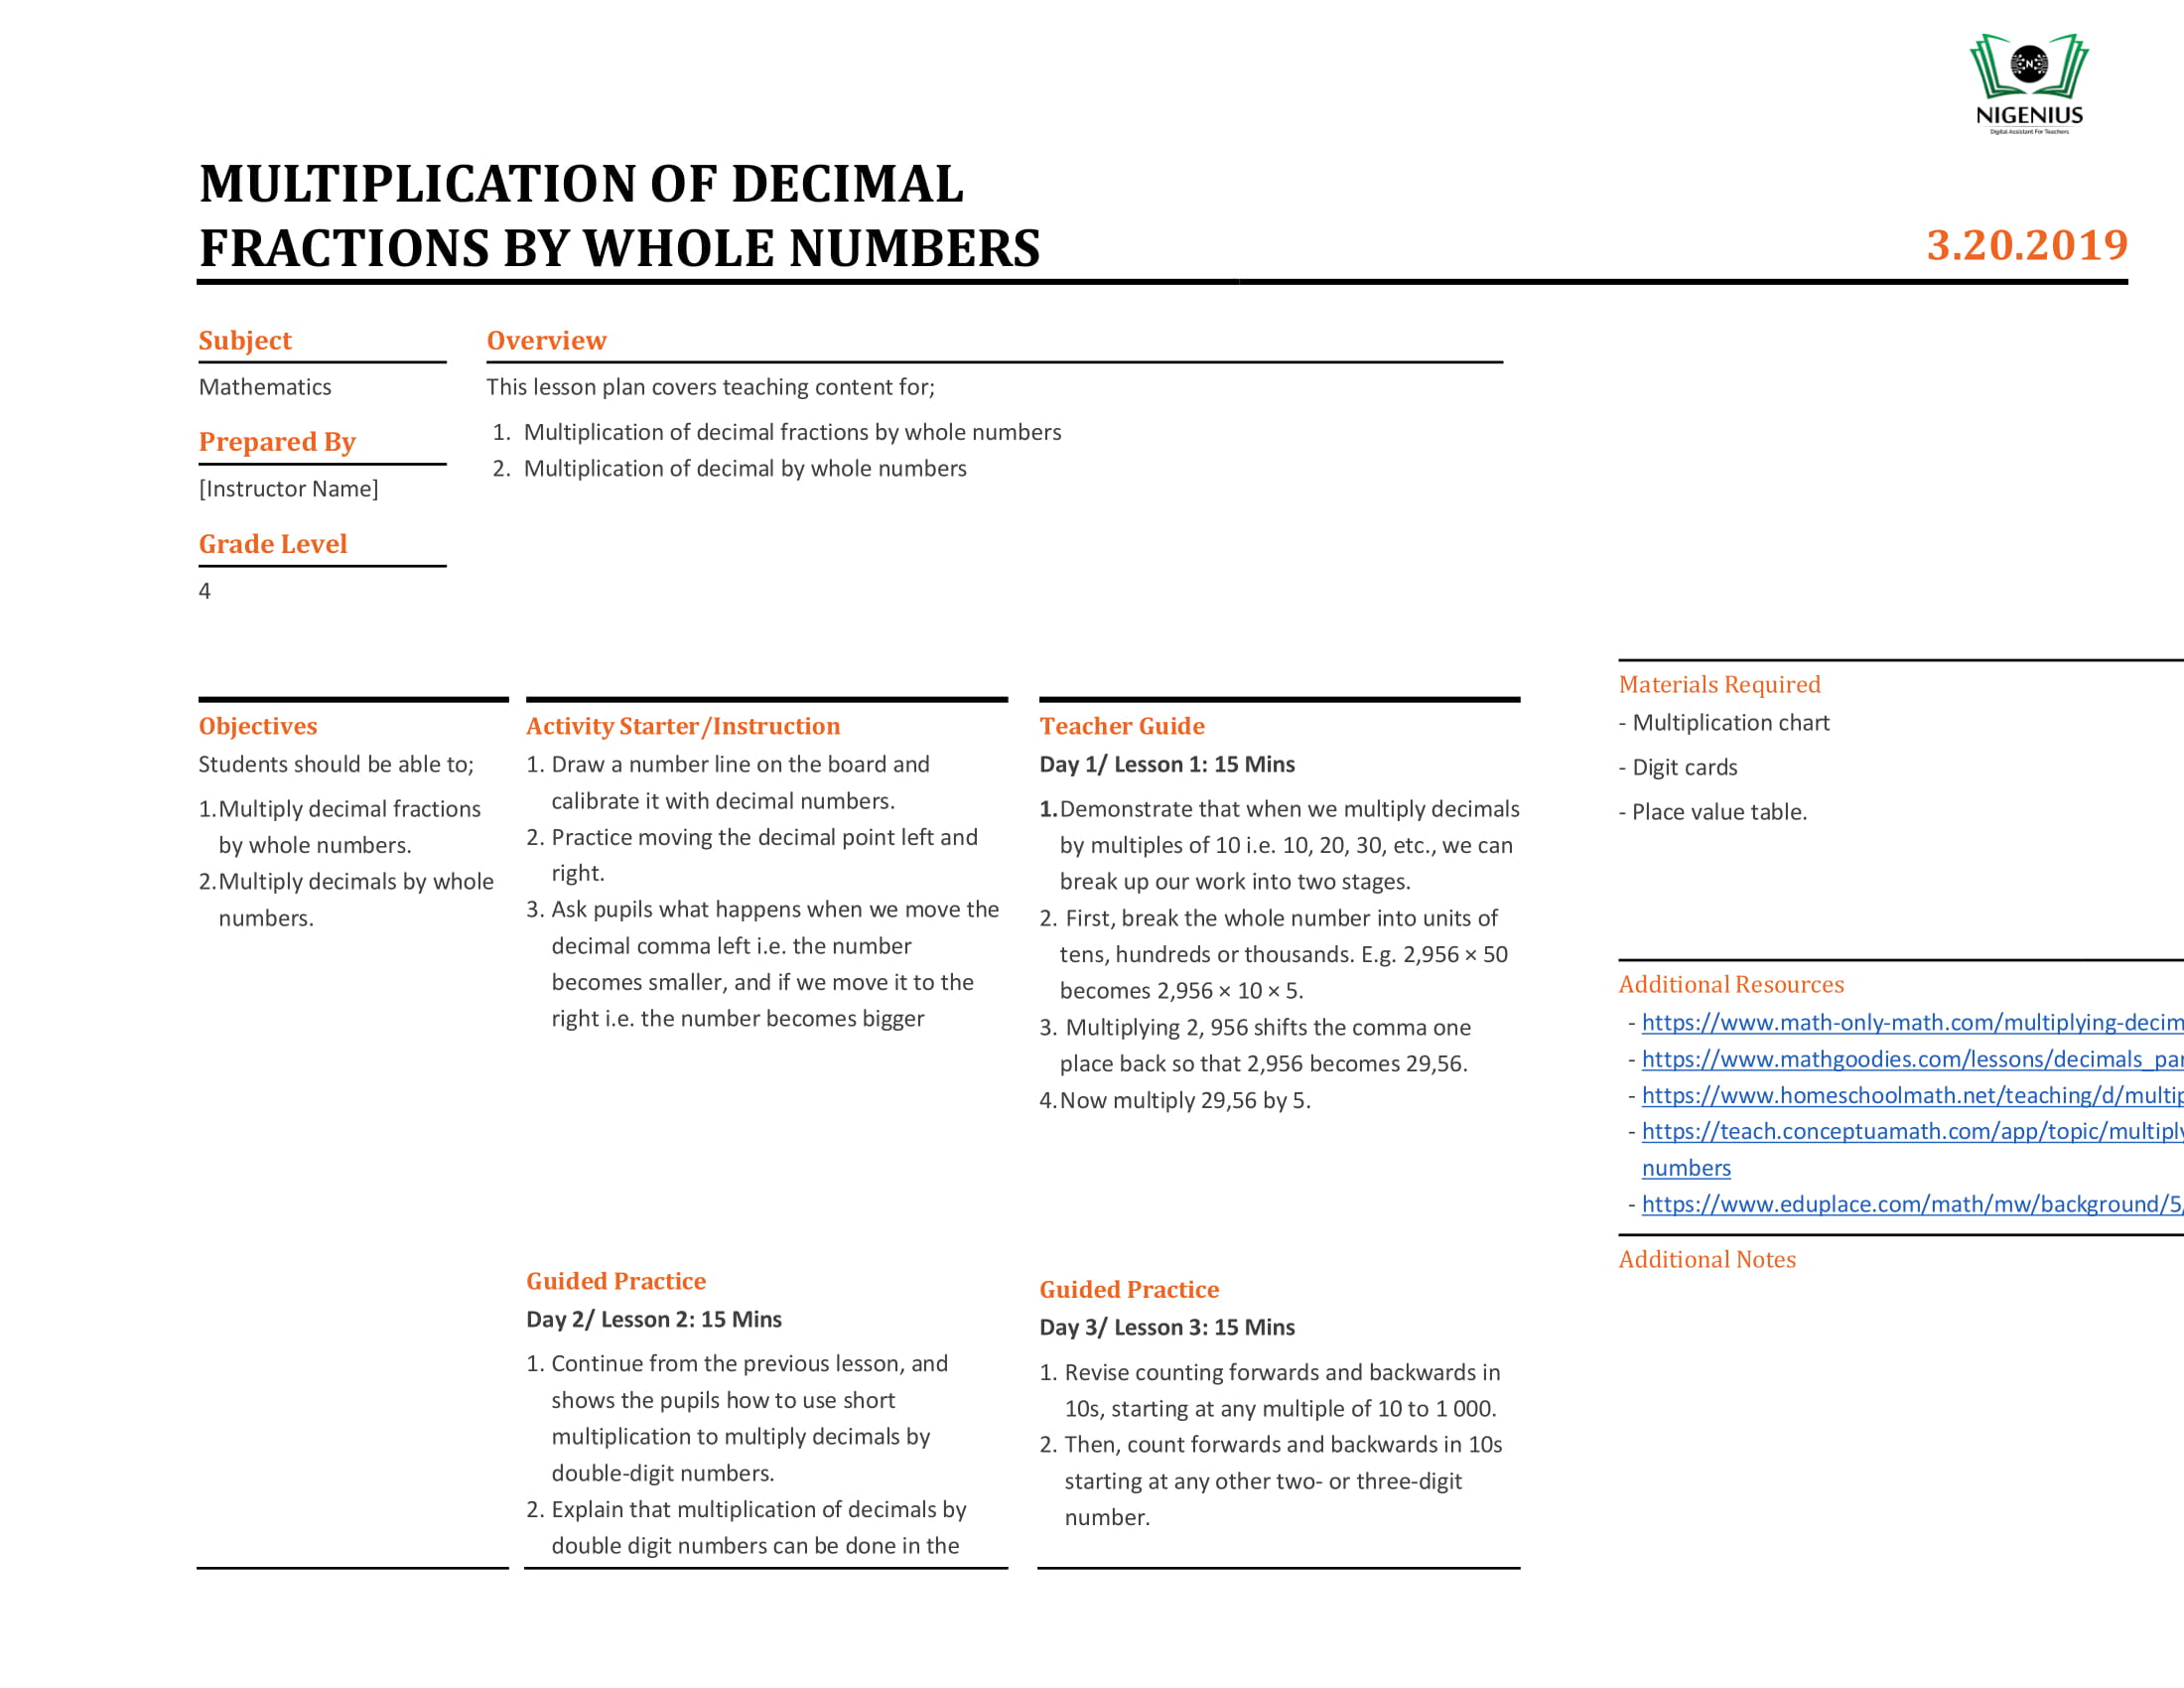 NIGENIUS
Digital Assistant For Teachers
MULTIPLICATION OF DECIMAL
FRACTIONS BY WHOLE NUMBERS
3.20.2019
Subject
Mathematics
Prepared By
[Instructor Name]
Grade Level
4
Overview
This lesson plan covers teaching content for;
1. Multiplication of decimal fractions by whole numbers
2. Multiplication of decimal by whole numbers
Objectives
Students should be able to;
1.Multiply decimal fractions
by whole numbers.
2.Multiply decimals by whole
numbers.
Activity Starter/Instruction
1. Draw a number line on the board and
calibrate it with decimal numbers.
2. Practice moving the decimal point left and
right.
3. Ask pupils what happens when we move the
decimal comma left i.e. the number
becomes smaller, and if we move it to the
right i.e. the number becomes bigger
Guided Practice
Day 2/ Lesson 2: 15 Mins
1. Continue from the previous lesson, and
shows the pupils how to use short
multiplication to multiply decimals by
double-digit numbers.
2. Explain that multiplication of decimals by
double digit numbers can be done in the
Teacher Guide
Day 1/ Lesson 1: 15 Mins
1.Demonstrate that when we multiply decimals
by multiples of 10 i.e. 10, 20, 30, etc., we can
break up our work into two stages.
2. First, break the whole number into units of
tens, hundreds or thousands. E.g. 2,956 × 50
becomes 2,956 × 10 × 5.
3. Multiplying 2, 956 shifts the comma one
place back so that 2,956 becomes 29,56.
4.Now multiply 29,56 by 5.
Guided Practice
Day 3/ Lesson 3: 15 Mins
1. Revise counting forwards and backwards in
10s, starting at any multiple of 10 to 1 000.
2. Then, count forwards and backwards in 10s
starting at any other two- or three-digit
number.
Materials Required
- Multiplication chart
- Digit cards
- Place value table.
Additional Resources
- https://www.math-only-math.com/multiplying-decim
- https://www.mathgoodies.com/lessons/decimals_par
- https://www.homeschoolmath.net/teaching/d/multip
- https://teach.conceptuamath.com/app/topic/multiply
numbers
- https://www.eduplace.com/math/mw/background/5/
Additional Notes